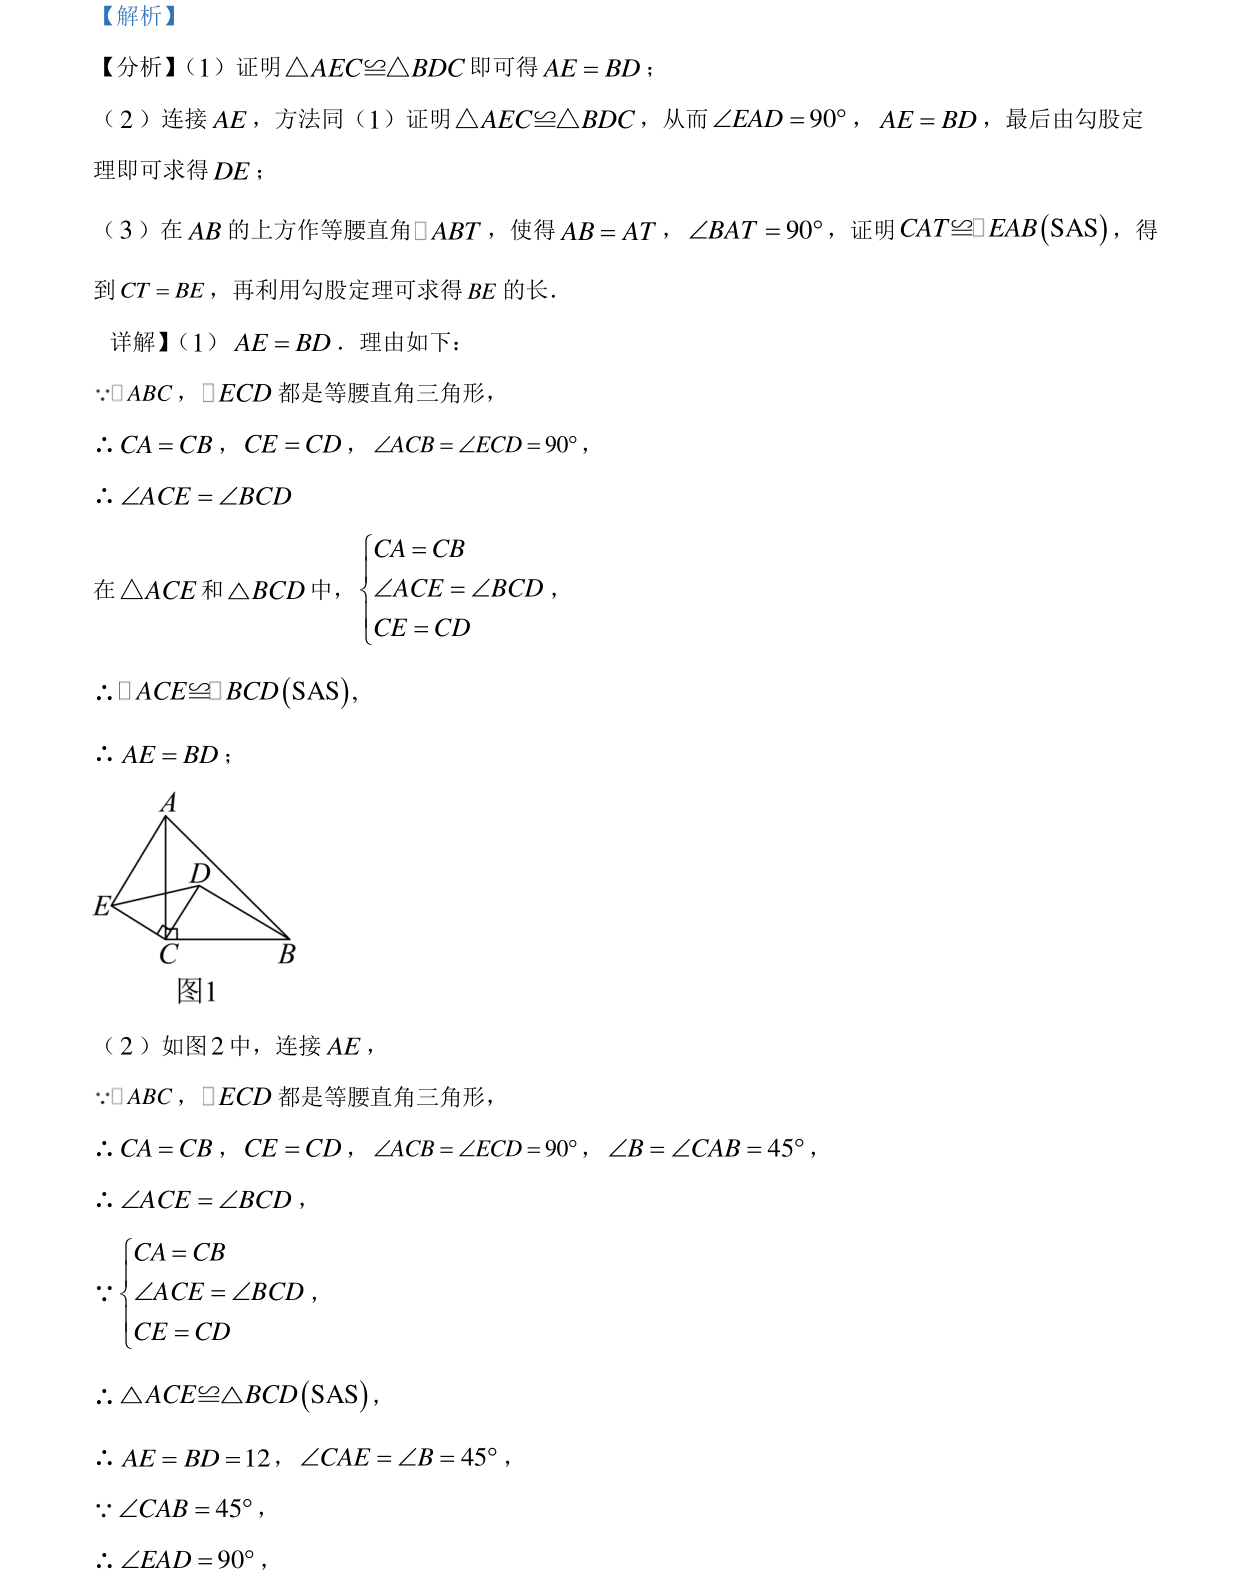 【解析】
【分析】（1）证明△AEC≌△BDC即可得AE = BD；
（2）连接AE，方法同（1）证明△AEC≌△BDC，从而∠EAD = 90°，AE = BD，最后由勾股定
理即可求得DE；
（3）在AB的上方作等腰直角□ABT，使得AB = AT，∠BAT = 90°，证明CAT≌□EAB(SAS)，得
到CT = BE，再利用勾股定理可求得BE的长．
详解】（1）AE = BD．理由如下：
∵□ABC，□ECD都是等腰直角三角形，
∴CA = CB，CE = CD，∠ACB = ∠ECD = 90°，
∴∠ACE = ∠BCD
CA = CB
在△ACE和△BCD中，{∠ACE = ∠BCD，
CE = CD
∴□ACE≌□BCD(SAS),
∴AE = BD；
A
D
E
C
B
图1
（2）如图2中，连接AE，
∵□ABC，□ECD都是等腰直角三角形，
∴CA = CB，CE = CD，∠ACB = ∠ECD = 90°，∠B = ∠CAB = 45°，
∴∠ACE = ∠BCD，
CA = CB
∵{∠ACE = ∠BCD，
CE = CD
∴△ACE≌△BCD(SAS)，
∴AE = BD = 12，∠CAE = ∠B = 45°，
∵∠CAB = 45°，
∴∠EAD = 90°，